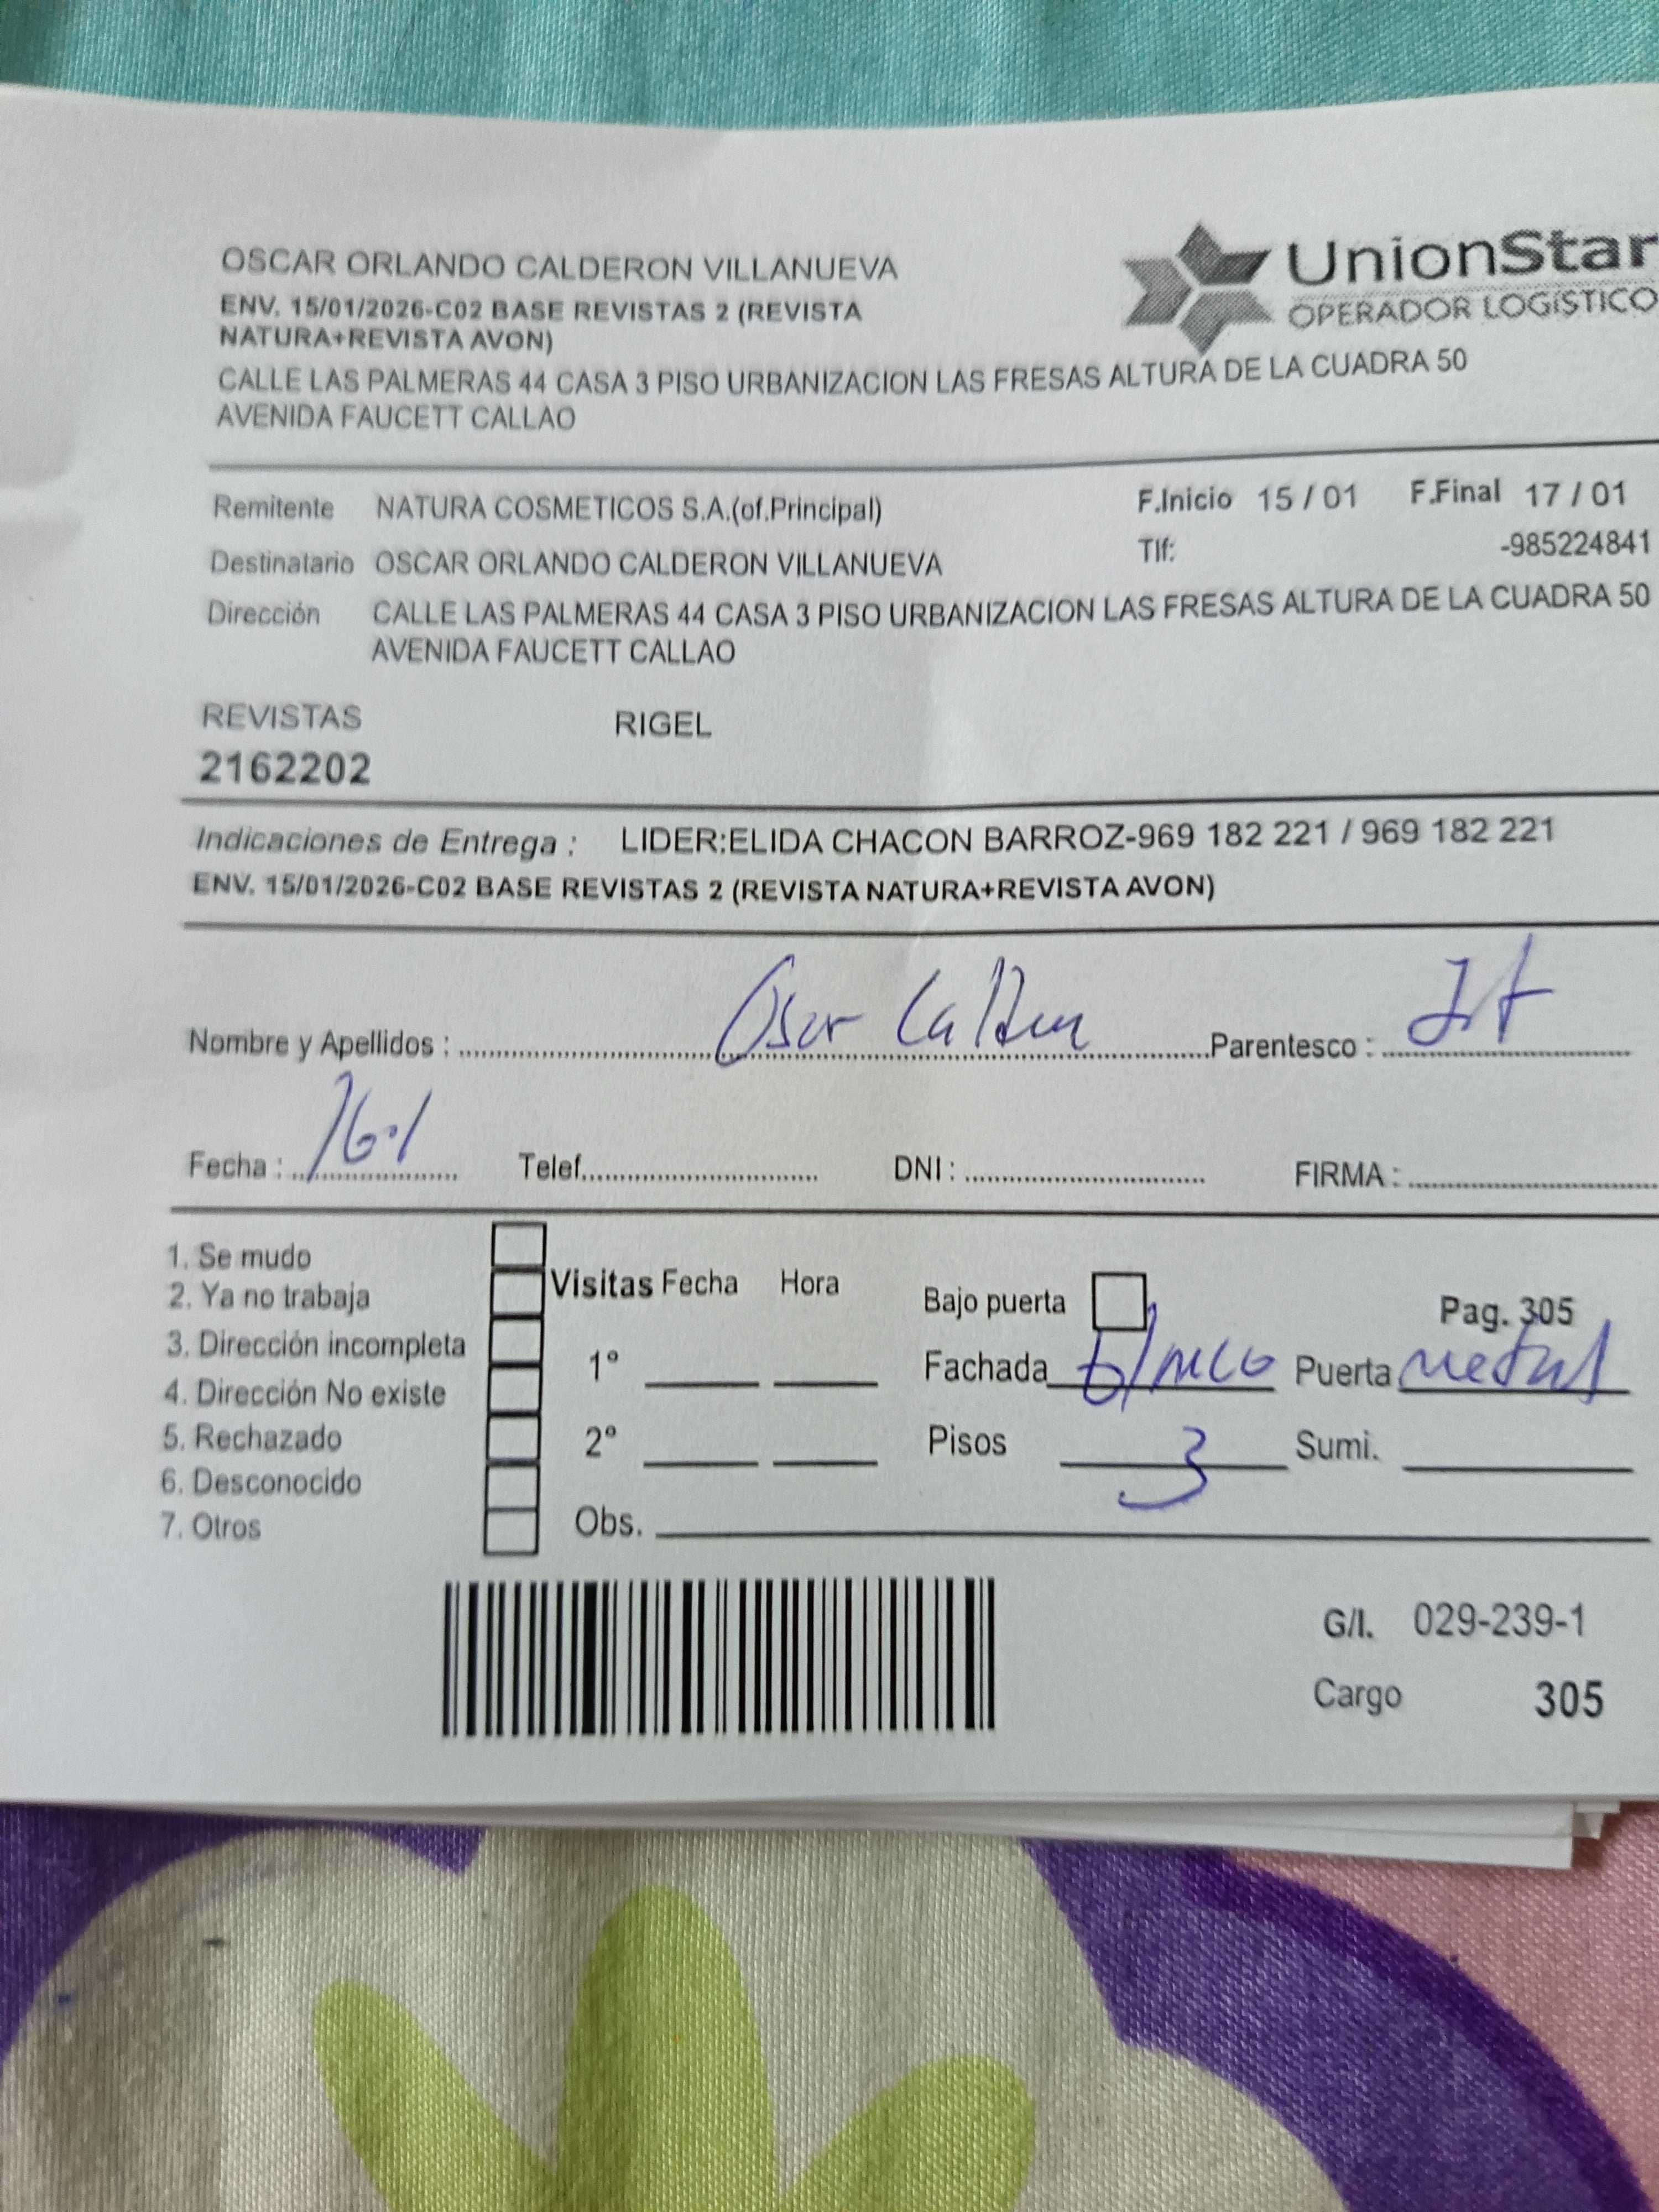 OSCAR ORLANDO CALDERON VILLANUEVA
ENV. 15/01/2026-C02 BASE REVISTAS 2 (REVISTA
NATURA+REVISTA AVON)
CALLE LAS PALMERAS 44 CASA 3 PISO URBANIZACION LAS FRESAS ALTURA DE LA CUADRA 50
AVENIDA FAUCETT CALLAO
UnionStar
OPERADOR LOGÍSTICO
Remitente NATURA COSMETICOS S.A.(of.Principal) F.Inicio 15 / 01 F.Final 17 / 01
Destinatario OSCAR ORLANDO CALDERON VILLANUEVA Tlf: -985224841
Dirección CALLE LAS PALMERAS 44 CASA 3 PISO URBANIZACION LAS FRESAS ALTURA DE LA CUADRA 50
AVENIDA FAUCETT CALLAO
REVISTAS RIGEL
2162202
Indicaciones de Entrega : LIDER:ELIDA CHACON BARROZ-969 182 221 / 969 182 221
ENV. 15/01/2026-C02 BASE REVISTAS 2 (REVISTA NATURA+REVISTA AVON)
Nombre y Apellidos : Oscar Parentesco :
Fecha : 16.1 Telef. DNI : FIRMA :
1. Se mudo
2. Ya no trabaja
3. Dirección incompleta
4. Dirección No existe
5. Rechazado
6. Desconocido
7. Otros
Visitas Fecha Hora
1°
2°
Obs.
Bajo puerta Pag. 305
Fachada blanco Puerta metal
Pisos 3 Sumi.
G/I. 029-239-1
Cargo 305